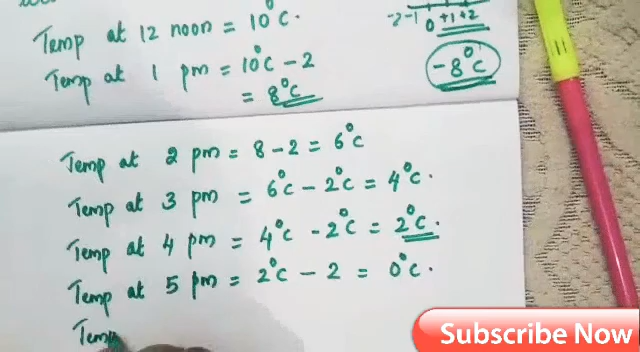 Temp at 12 noon = 10°C.
-2 -1 0 +1 +2
Temp at 1 pm = 10°C - 2
= 8°C
-8°C
Temp at 2 pm = 8 - 2 = 6°C
Temp at 3 pm = 6°C - 2°C = 4°C.
Temp at 4 pm = 4°C - 2°C = 2°C.
Temp at 5 pm = 2°C - 2 = 0°C.
Temp
Subscribe Now